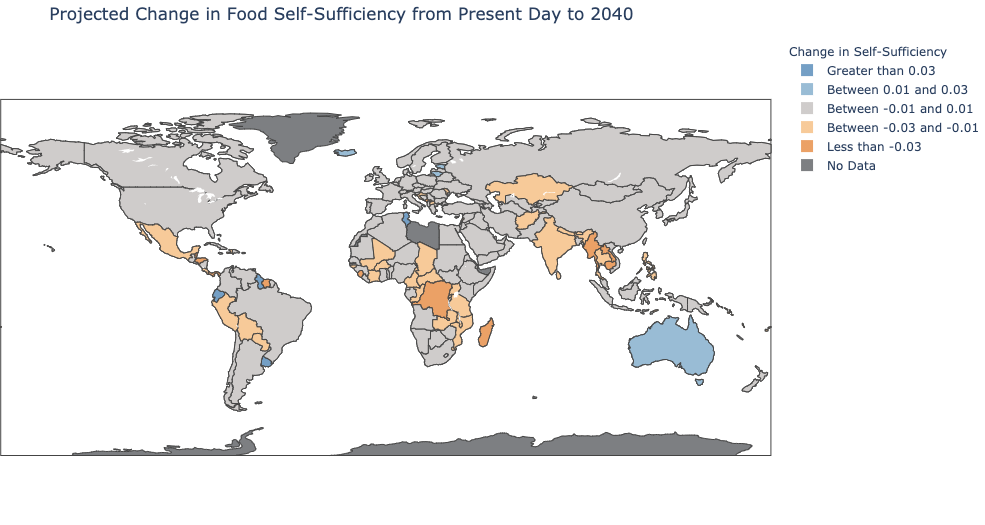 Projected Change in Food Self-Sufficiency from Present Day to 2040
Change in Self-Sufficiency
Greater than 0.03
Between 0.01 and 0.03
Between -0.01 and 0.01
Between -0.03 and -0.01
Less than -0.03
No Data